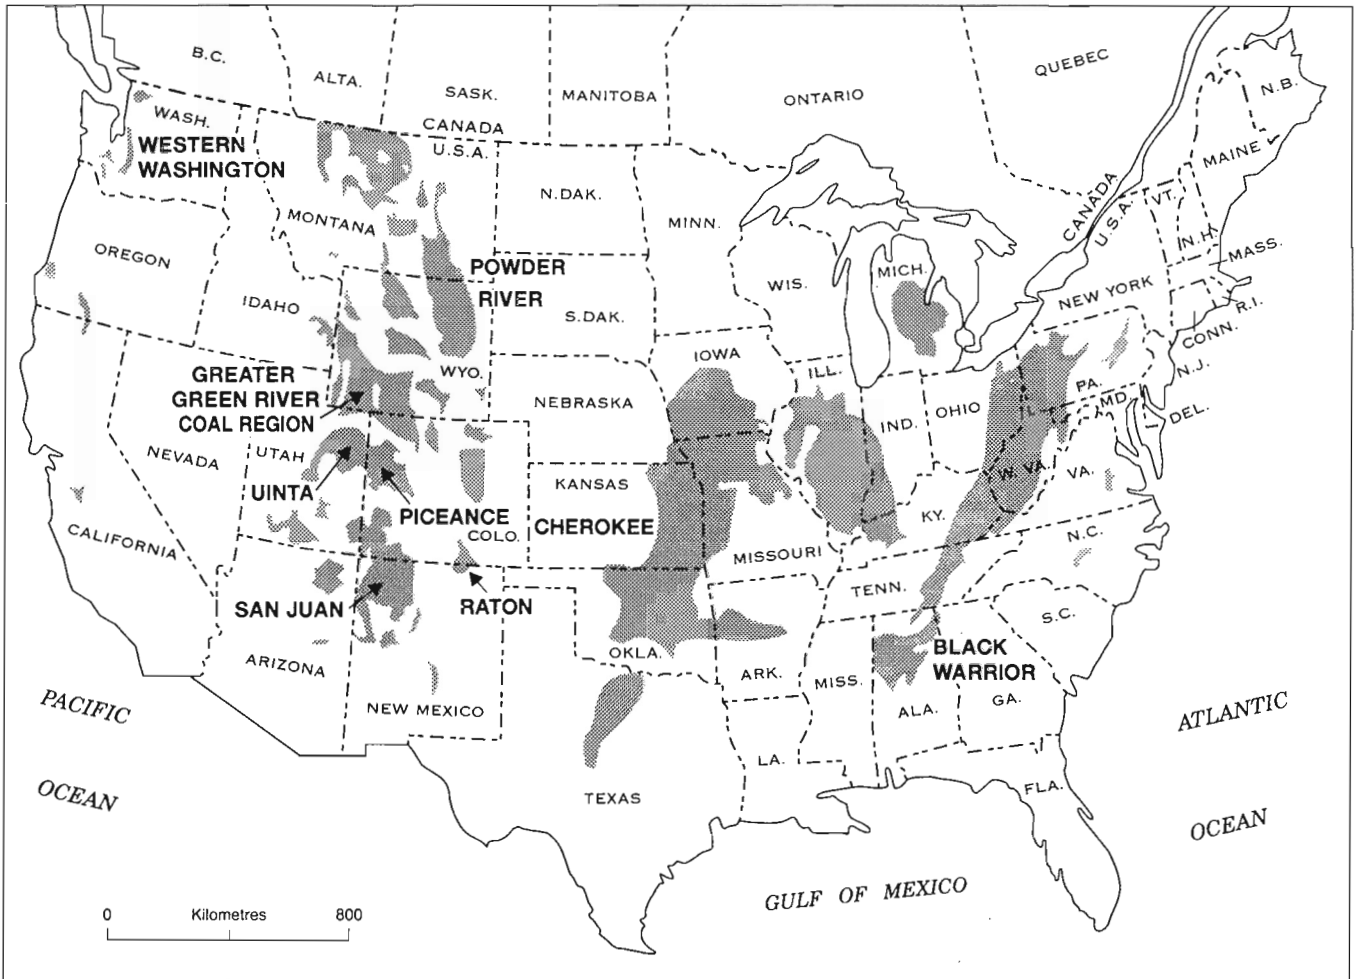 B.C.
ALTA.
SASK.
MANITOBA
ONTARIO
QUEBEC
N.B.
CANADA
U.S.A.
CANADA
U.S.A.
WASH.
WESTERN
WASHINGTON
MONTANA
N.DAK.
MINN.
MAINE
VT.
N.H.
MASS.
OREGON
IDAHO
POWDER
RIVER
S.DAK.
WIS.
MICH.
NEW YORK
R.I.
CONN.
N.J.
IOWA
WYO.
GREATER
GREEN RIVER
COAL REGION
NEBRASKA
ILL.
IND.
OHIO
PA.
MD.
DEL.
NEVADA
UTAH
UINTA
PICEANCE
COLO.
KANSAS
CHEROKEE
MISSOURI
KY.
W. VA.
VA.
CALIFORNIA
N.C.
TENN.
S.C.
SAN JUAN
RATON
ARIZONA
NEW MEXICO
OKLA.
ARK.
MISS.
BLACK
WARRIOR
ALA.
GA.
LA.
TEXAS
FLA.
PACIFIC
OCEAN
ATLANTIC
OCEAN
GULF OF MEXICO
0 Kilometres 800